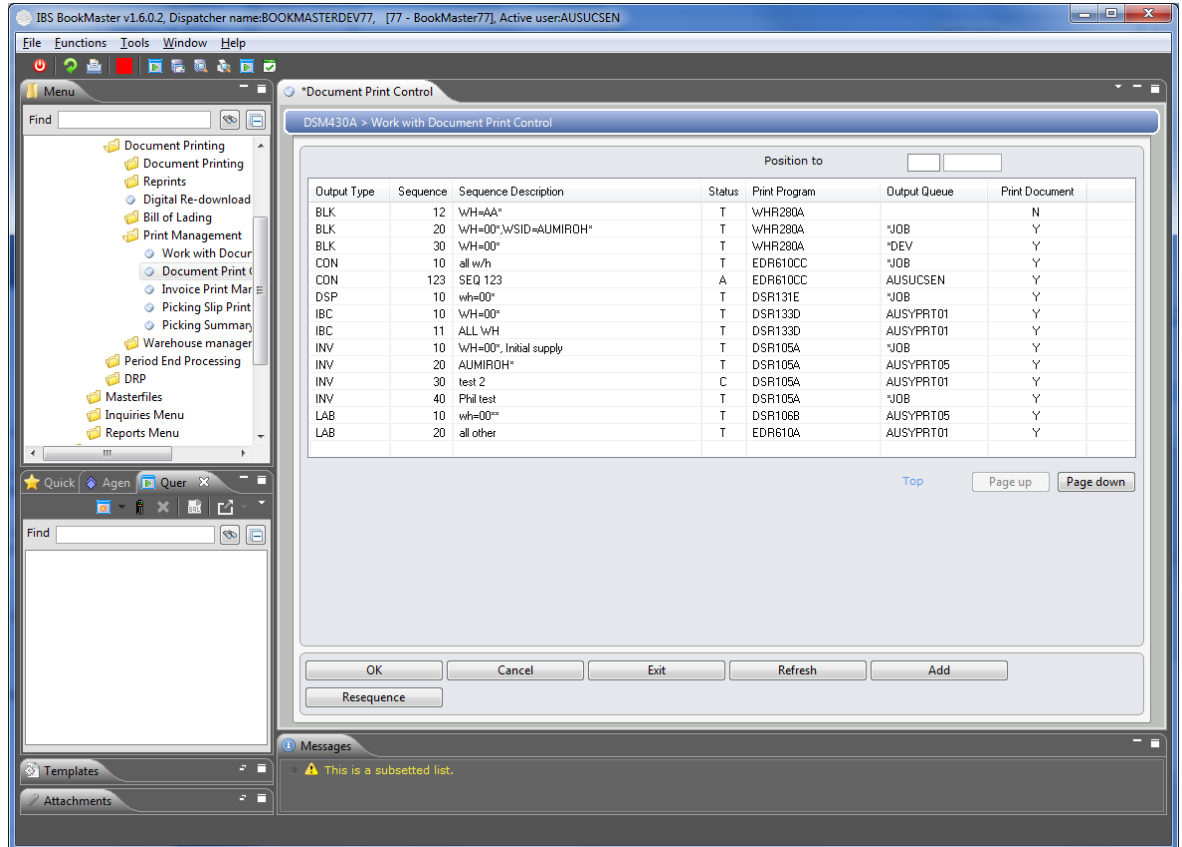 IBS BookMaster v1.6.0.2, Dispatcher name:BOOKMASTERDEV77, [77 - BookMaster77], Active user:AUSUCSEN
File Functions Tools Window Help
Menu
Find
Document Printing
Document Printing
Reprints
Digital Re-download
Bill of Lading
Print Management
Work with Docur
Document Print (
Invoice Print Mar
Picking Slip Print
Picking Summary
Warehouse manager
Period End Processing
DRP
Masterfiles
Inquiries Menu
Reports Menu
Quick Agen Quer
Find
Templates
Attachments
*Document Print Control
DSM430A > Work with Document Print Control
Position to
Output Type Sequence Sequence Description Status Print Program Output Queue Print Document
BLK 12 WH=AA* T WHR280A N
BLK 20 WH=00*,WSID=AUMIROH* T WHR280A *JOB Y
BLK 30 WH=00* T WHR280A *DEV Y
CON 10 all w/h T EDR610CC *JOB Y
CON 123 SEQ 123 A EDR610CC AUSUCSEN Y
DSP 10 wh=00* T DSR131E *JOB Y
IBC 10 WH=00* T DSR133D AUSYPRT01 Y
IBC 11 ALL WH T DSR133D AUSYPRT01 Y
INV 10 WH=00*, Initial supply T DSR105A *JOB Y
INV 20 AUMIROH* T DSR105A AUSYPRT05 Y
INV 30 test 2 C DSR105A AUSYPRT01 Y
INV 40 Phil test T DSR105A *JOB Y
LAB 10 wh=00** T DSR106B AUSYPRT05 Y
LAB 20 all other T EDR610A AUSYPRT01 Y
Top Page up Page down
OK Cancel Exit Refresh Add
Resequence
Messages
This is a subsetted list.